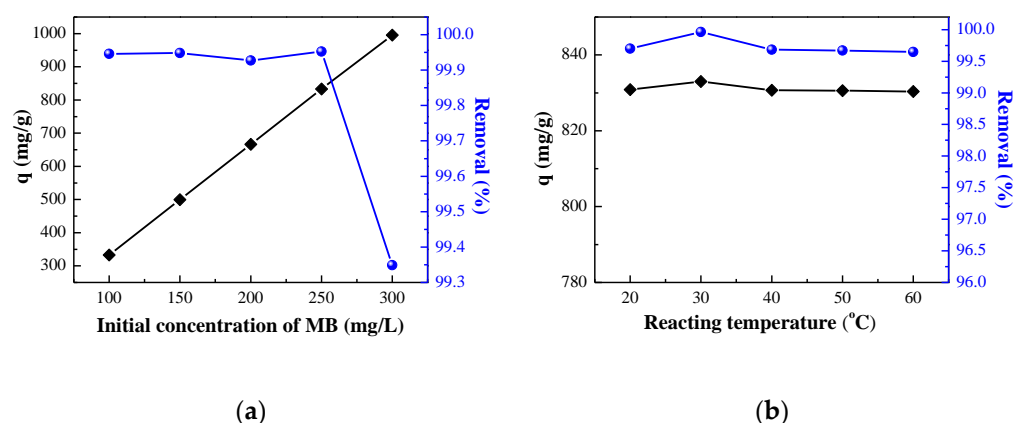 1000
900
800
700
600
500
400
300
q (mg/g)
100.0
99.9
99.8
99.7
99.6
99.5
99.4
99.3
Removal (%)
100 150 200 250 300
Initial concentration of MB (mg/L)
(a)
840
820
800
780
q (mg/g)
100.0
99.5
99.0
98.5
98.0
97.5
97.0
96.5
96.0
Removal (%)
20 30 40 50 60
Reacting temperature (°C)
(b)